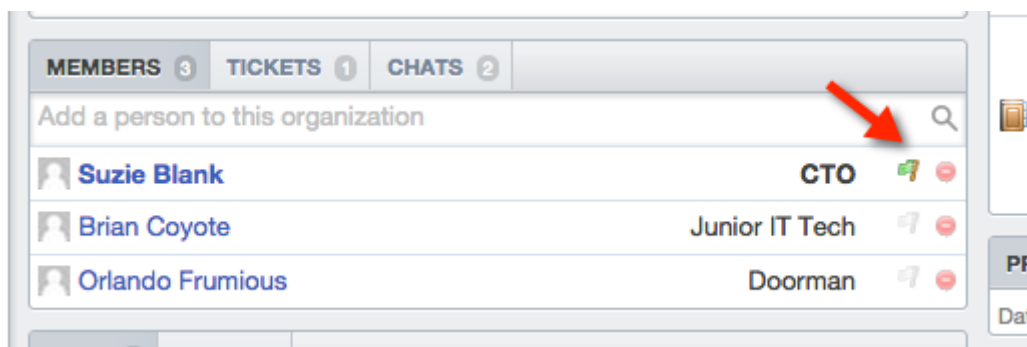 MEMBERS 3 TICKETS 1 CHATS 2
Add a person to this organization
Suzie Blank CTO
Brian Coyote Junior IT Tech
Orlando Frumious Doorman